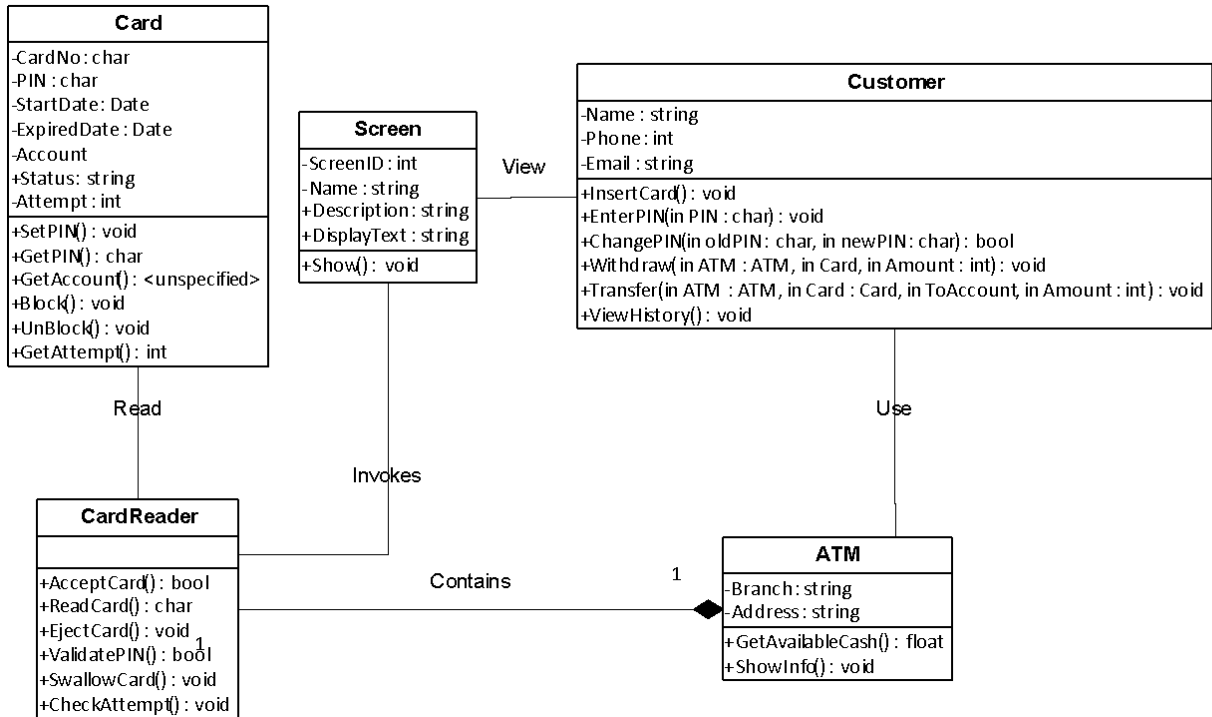 Card
-CardNo : char
-PIN : char
-StartDate : Date
-ExpiredDate : Date
-Account
+Status : string
-Attempt : int
+SetPIN() : void
+GetPIN() : char
+GetAccount() : <unspecified>
+Block() : void
+UnBlock() : void
+GetAttempt() : int
Screen
-ScreenID : int
-Name : string
+Description : string
+DisplayText : string
+Show() : void
View
Customer
-Name : string
-Phone : int
-Email : string
+InsertCard() : void
+EnterPIN(in PIN : char) : void
+ChangePIN(in oldPIN : char, in newPIN : char) : bool
+Withdraw(in ATM : ATM, in Card, in Amount : int) : void
+Transfer(in ATM : ATM, in Card : Card, in ToAccount, in Amount : int) : void
+ViewHistory() : void
Read
Invokes
Use
CardReader
+AcceptCard() : bool
+ReadCard() : char
+EjectCard() : void
1
+ValidatePIN() : bool
+SwallowCard() : void
+CheckAttempt() : void
Contains
1
ATM
-Branch : string
-Address : string
+GetAvailableCash() : float
+ShowInfo() : void